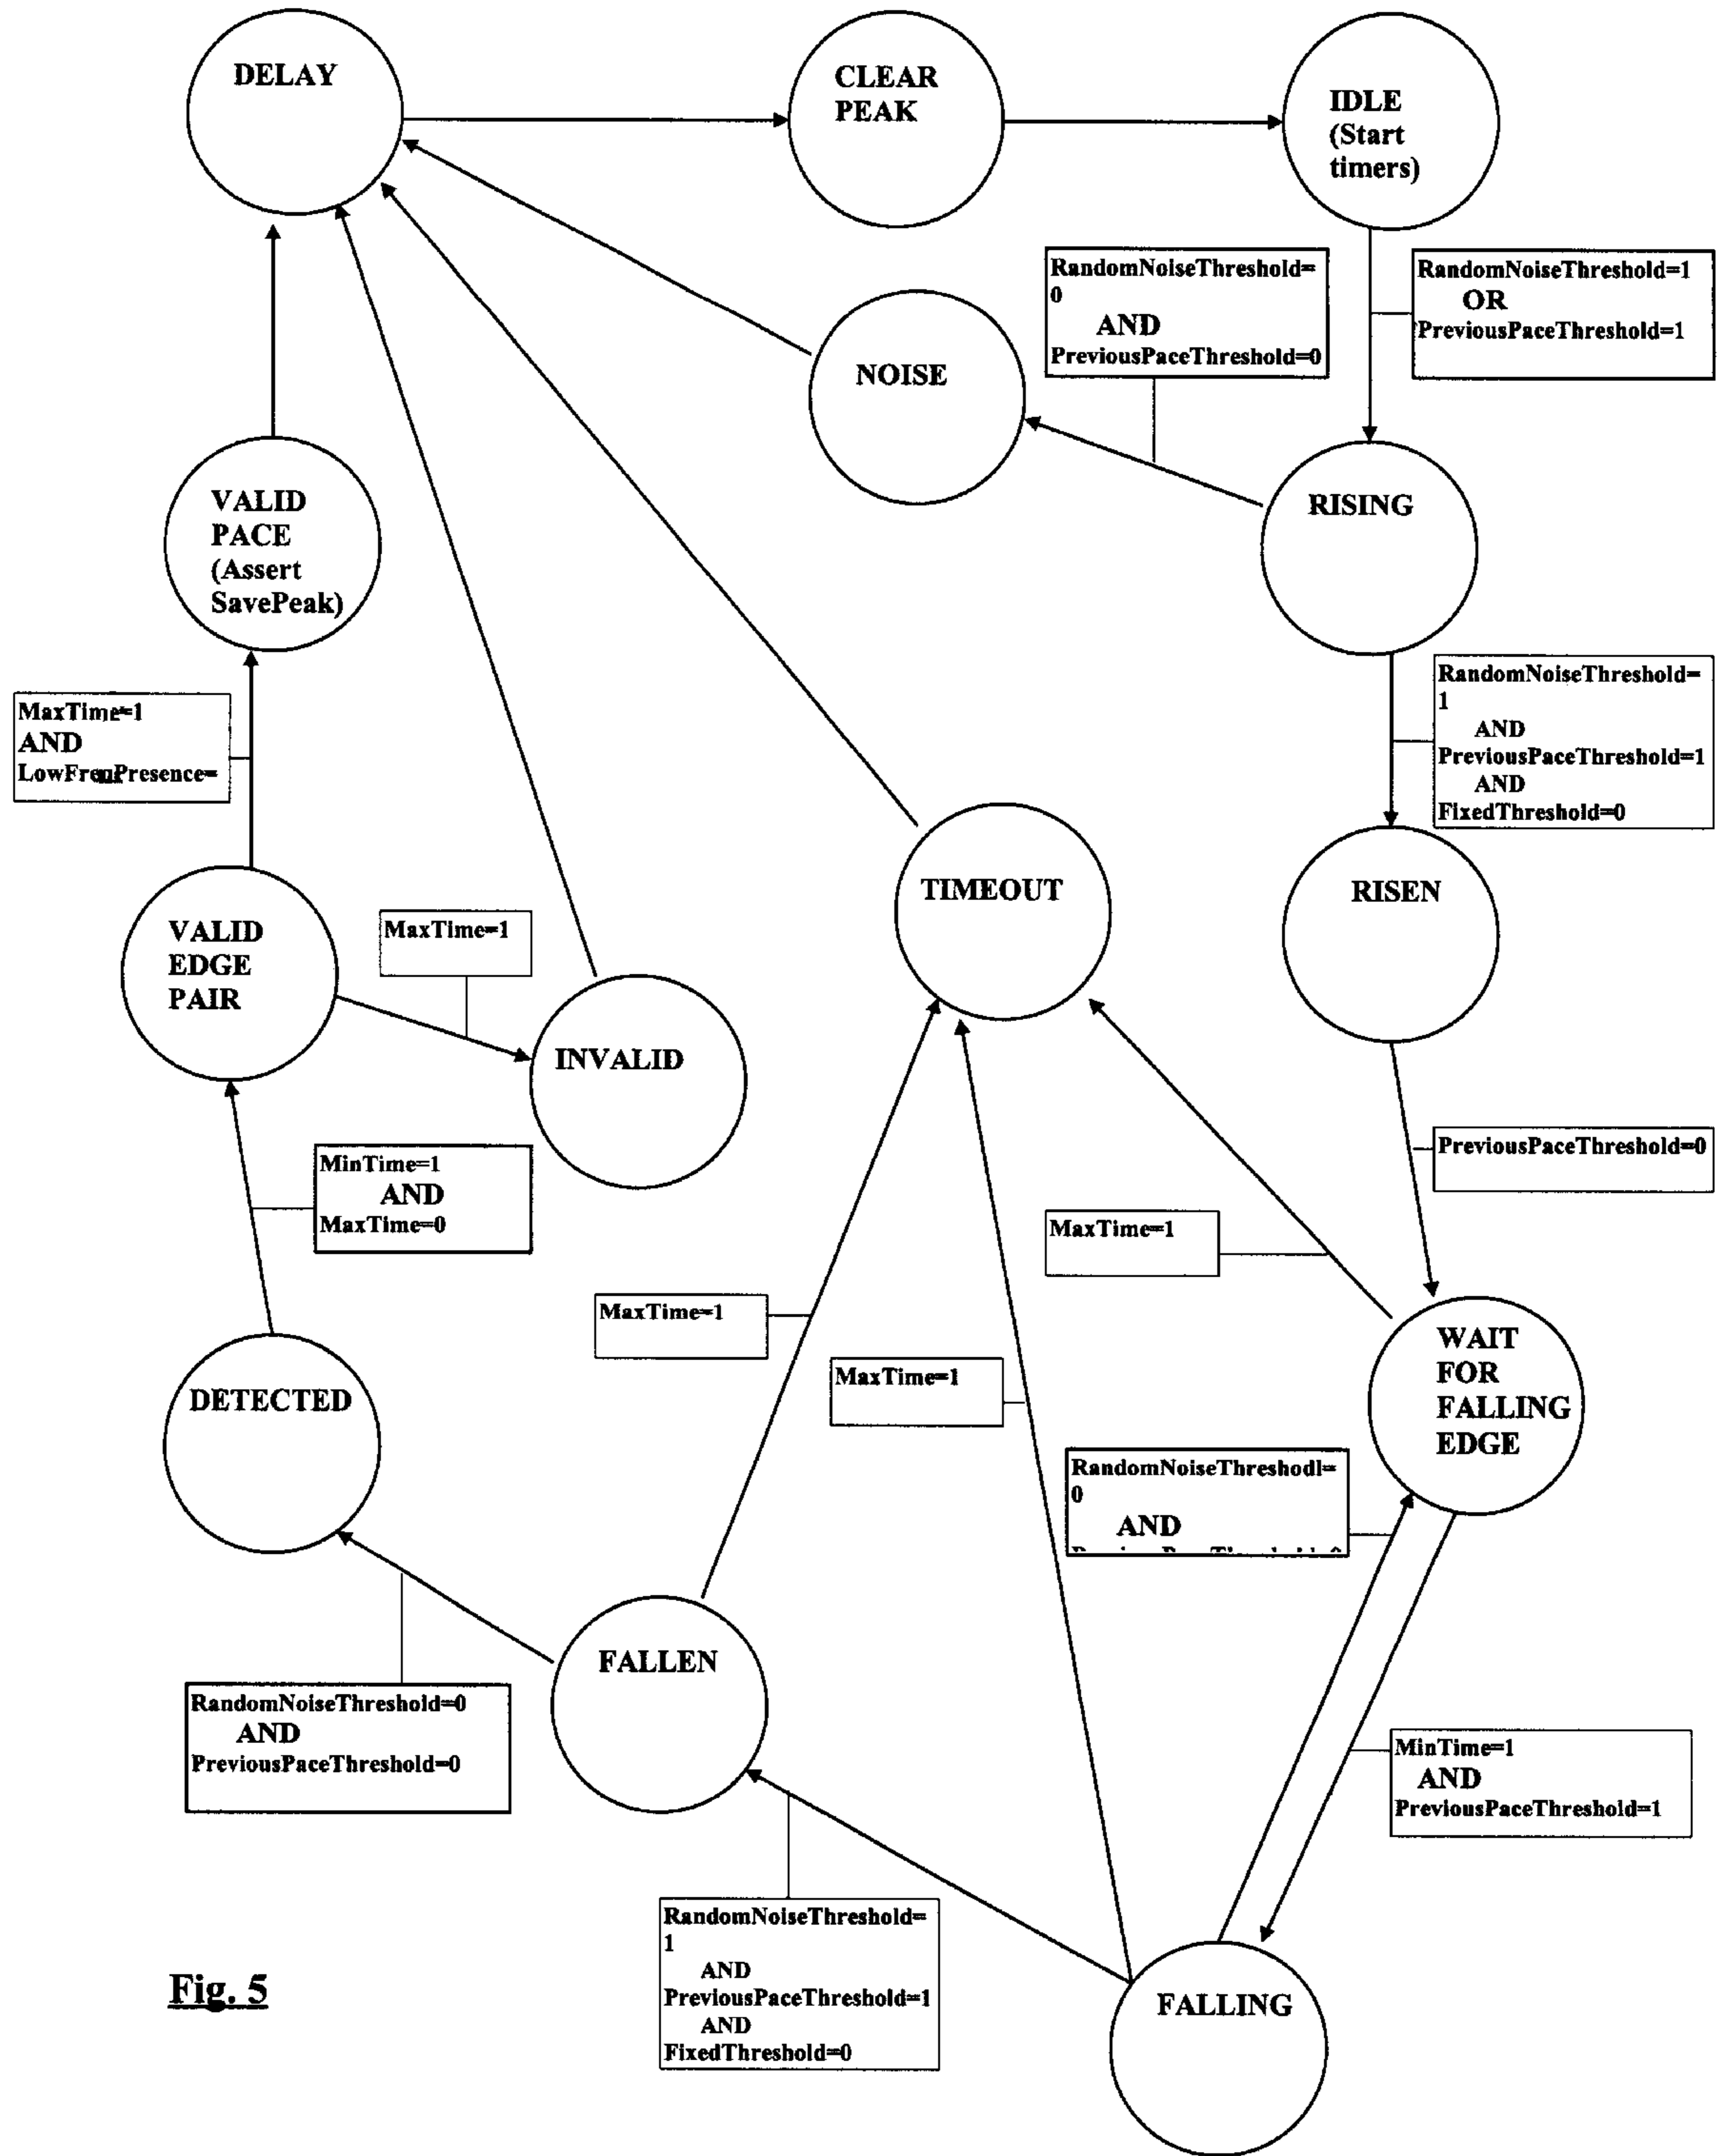 DELAY
CLEAR
PEAK
IDLE
(Start
timers)
RandomNoiseThreshold=
0
AND
PreviousPaceThreshold=0
RandomNoiseThreshold=1
OR
PreviousPaceThreshold=1
NOISE
RISING
VALID
PACE
(Assert
SavePeak)
RandomNoiseThreshold=
1
AND
PreviousPaceThreshold=1
AND
FixedThreshold=0
MaxTime=1
AND
TIMEOUT
RISEN
VALID
EDGE
PAIR
MaxTime=1
INVALID
PreviousPaceThreshold=0
MinTime=1
AND
MaxTime=0
MaxTime=1
MaxTime=1
MaxTime=1
WAIT
FOR
FALLING
EDGE
DETECTED
RandomNoiseThreshodl=
0
AND
FALLEN
RandomNoiseThreshold=0
AND
PreviousPaceThreshold=0
MinTime=1
AND
PreviousPaceThreshold=1
RandomNoiseThreshold=
1
AND
PreviousPaceThreshold=1
AND
FixedThreshold=0
FALLING
Fig. 5